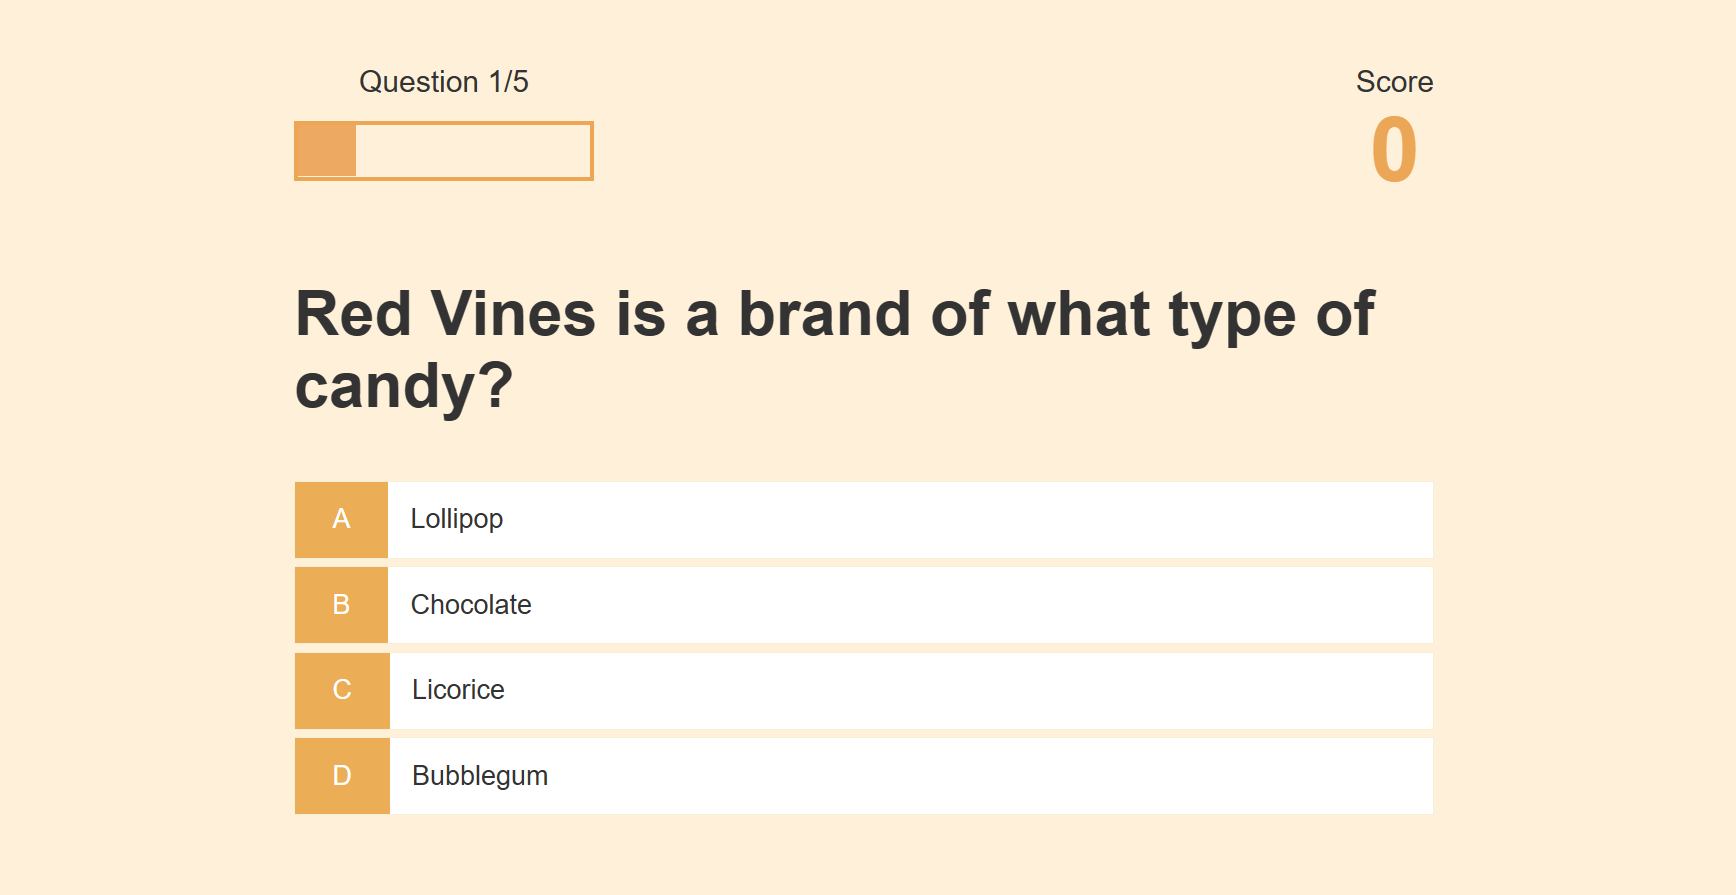 Question 1/5
Score
0
Red Vines is a brand of what type of
candy?
A Lollipop
B Chocolate
C Licorice
D Bubblegum